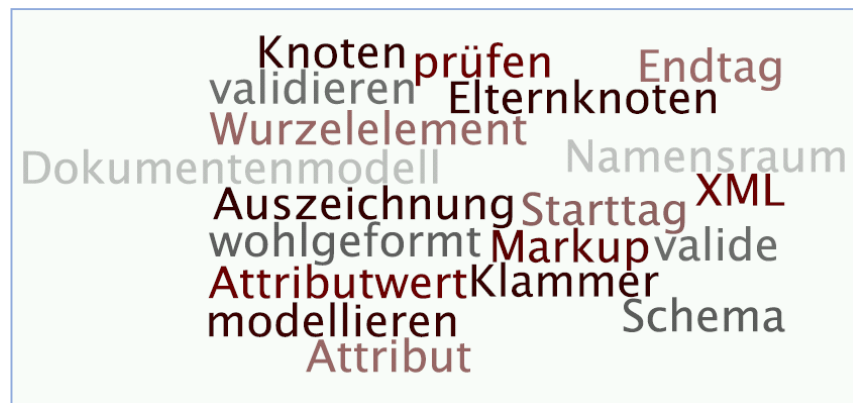 Knoten prüfen Endtag
validieren Elternknoten
Wurzelelement
Dokumentenmodell Namensraum
Auszeichnung Starttag XML
wohlgeformt Markup valide
Attributwert Klammer
modellieren Schema
Attribut